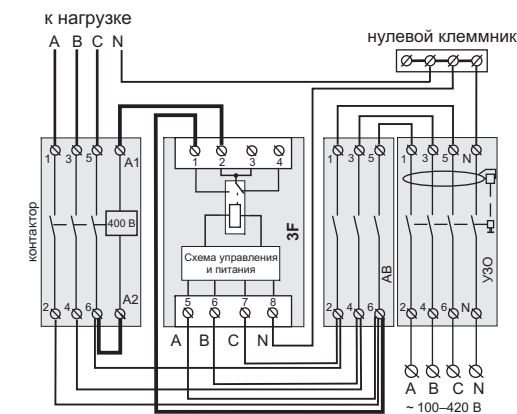 к нагрузке
A B C N
нулевой клеммник
1 3 5 A1
1 2 3 4
1 3 5
1 3 5 N
контактор
400 В
3F
Схема управления
и питания
АВ
УЗО
2 4 6 A2
5 6 7 8
2 4 6
2 4 6 N
A B C N
A B C N
~ 100–420 В